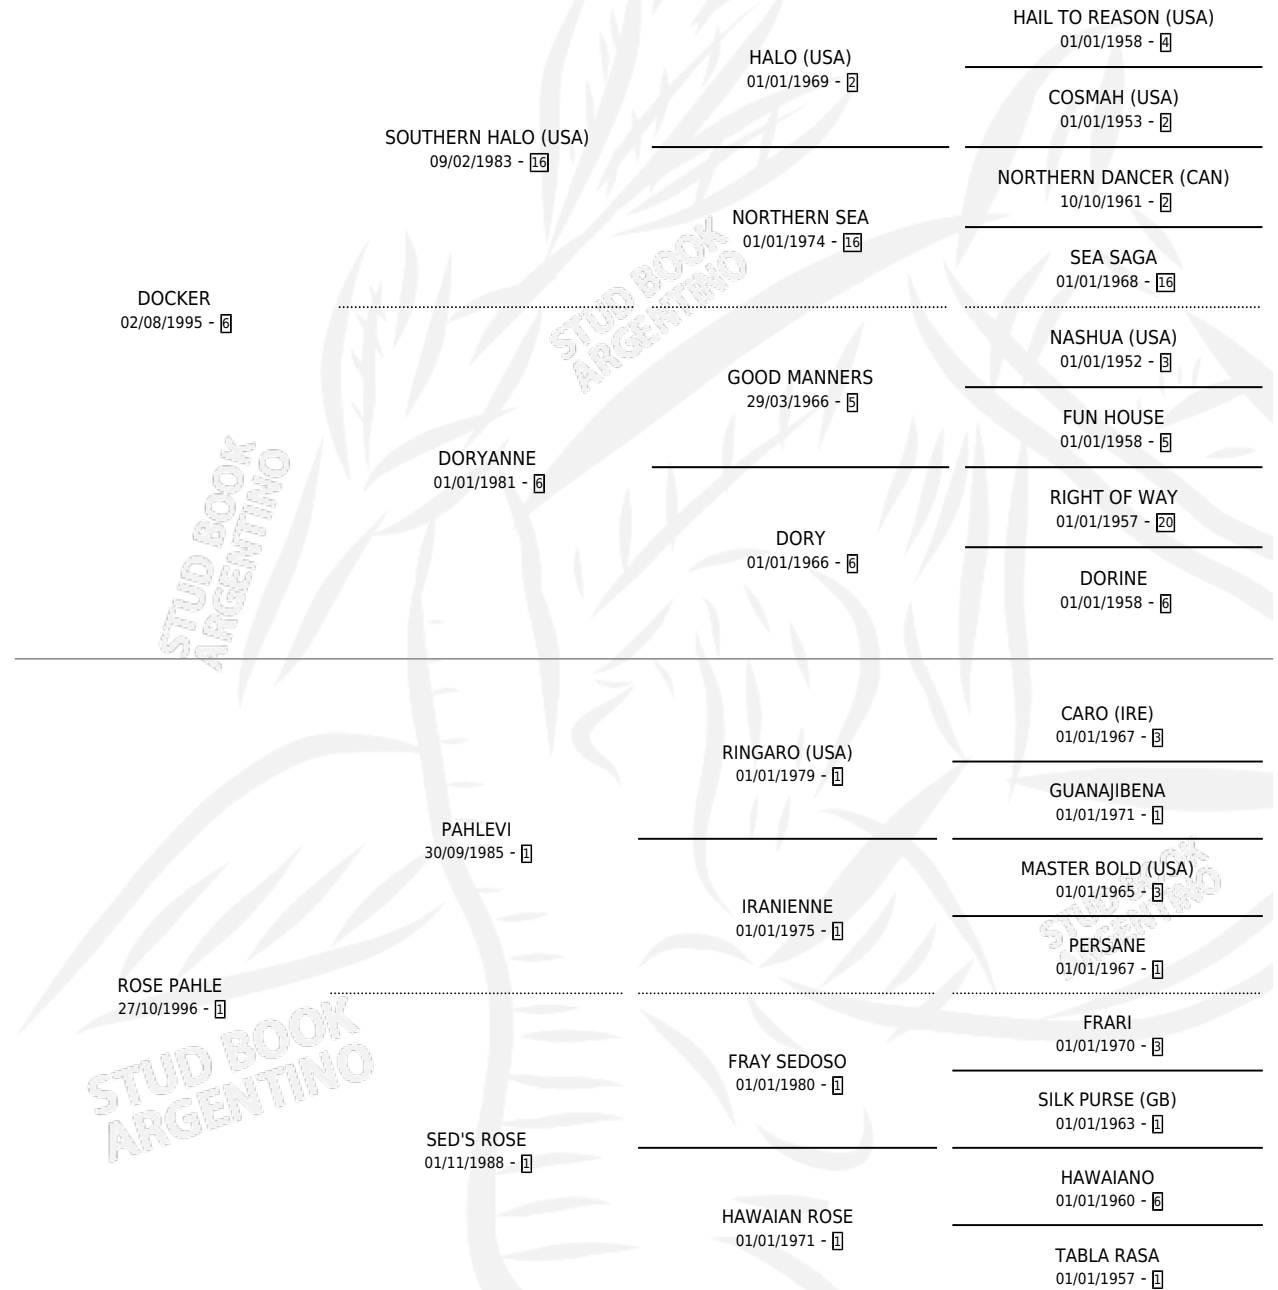 HAIL TO REASON (USA)
01/01/1958 - 4
HALO (USA)
01/01/1969 - 2
COSMAH (USA)
01/01/1953 - 2
SOUTHERN HALO (USA)
09/02/1983 - 16
NORTHERN DANCER (CAN)
10/10/1961 - 2
NORTHERN SEA
01/01/1974 - 16
SEA SAGA
01/01/1968 - 16
STUD BOOK
ARGENTINO
DOCKER
02/08/1995 - 6
NASHUA (USA)
01/01/1952 - 3
GOOD MANNERS
29/03/1966 - 5
FUN HOUSE
01/01/1958 - 5
DORYANNE
01/01/1981 - 6
RIGHT OF WAY
01/01/1957 - 20
DORY
01/01/1966 - 6
DORINE
01/01/1958 - 6
STUD BOOK
ARGENTINO
CARO (IRE)
01/01/1967 - 3
RINGARO (USA)
01/01/1979 - 1
GUANAJIBENA
01/01/1971 - 1
PAHLEVI
30/09/1985 - 1
MASTER BOLD (USA)
01/01/1965 - 3
IRANIENNE
01/01/1975 - 1
PERSANE
01/01/1967 - 1
STUD BOOK
ARGENTINO
ROSE PAHLE
27/10/1996 - 1
FRARI
01/01/1970 - 3
FRAY SEDOSO
01/01/1980 - 1
SILK PURSE (GB)
01/01/1963 - 1
STUD BOOK
ARGENTINO
SED'S ROSE
01/11/1988 - 1
HAWAIANO
01/01/1960 - 6
HAWAIAN ROSE
01/01/1971 - 1
TABLA RASA
01/01/1957 - 1